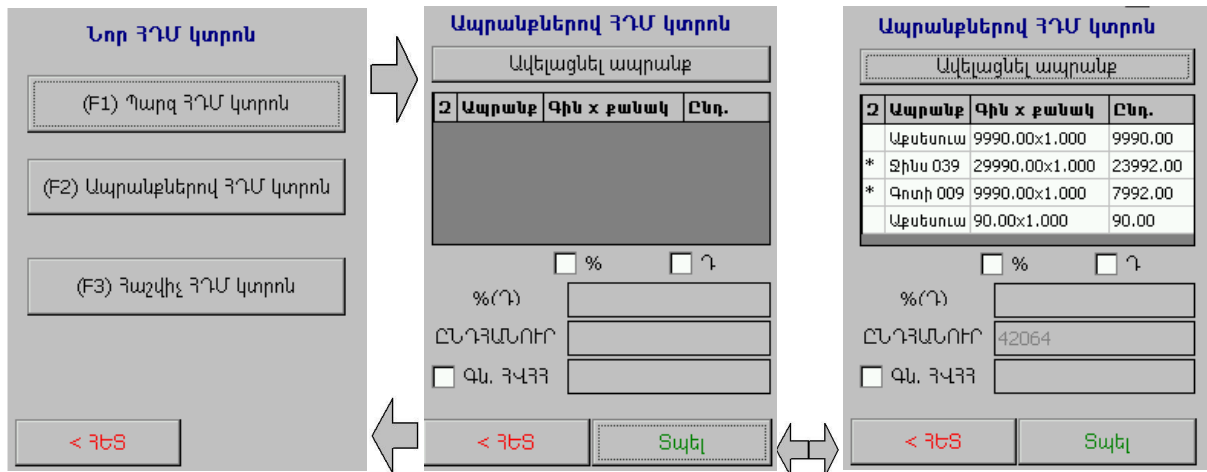 Նոր ՀԴՄ կտրոն
(F1) Պարզ ՀԴՄ կտրոն
(F2) Ապրանքներով ՀԴՄ կտրոն
(F3) Հաշվիչ ՀԴՄ կտրոն
< ՀԵՏ
Ապրանքներով ՀԴՄ կտրոն
Ավելացնել ապրանք
Զ Ապրանք Գին x քանակ Ընդ.
% Դ
%(Դ)
ԸՆԴՀԱՆՈՒՐ
Գն. ՀՎՀՀ
< ՀԵՏ Տպել
Ապրանքներով ՀԴՄ կտրոն
Ավելացնել ապրանք
Զ Ապրանք Գին x քանակ Ընդ.
Աքսեսուա 9990.00x1.000 9990.00
* Ջինս 039 29990.00x1.000 23992.00
* Գոտի 009 9990.00x1.000 7992.00
Աքսեսուա 90.00x1.000 90.00
% Դ
%(Դ)
ԸՆԴՀԱՆՈՒՐ 42064
Գն. ՀՎՀՀ
< ՀԵՏ Տպել